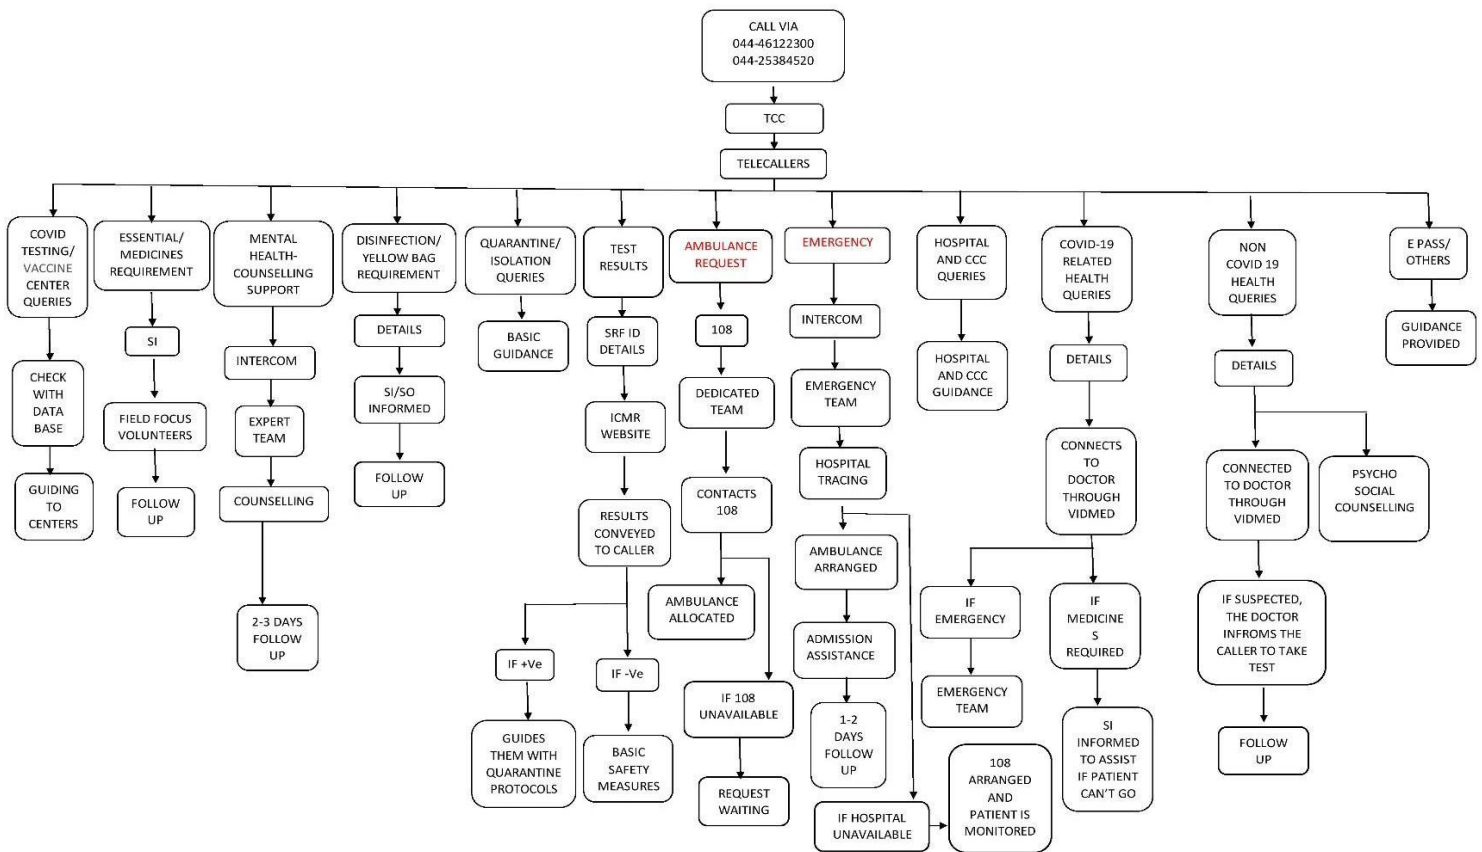 CALL VIA
044-46122300
044-25384520
TCC
TELECALLERS
COVID
TESTING/
VACCINE
CENTER
QUERIES
CHECK
WITH
DATA
BASE
GUIDING
TO
CENTERS
ESSENTIAL/
MEDICINES
REQUIREMENT
SI
FIELD FOCUS
VOLUNTEERS
FOLLOW
UP
MENTAL
HEALTH-
COUNSELLING
SUPPORT
INTERCOM
EXPERT
TEAM
COUNSELLING
2-3 DAYS
FOLLOW
UP
DISINFECTION/
YELLOW BAG
REQUIREMENT
DETAILS
SI/SO
INFORMED
FOLLOW
UP
QUARANTINE/
ISOLATION
QUERIES
BASIC
GUIDANCE
TEST
RESULTS
SRF ID
DETAILS
ICMR
WEBSITE
RESULTS
CONVEYED
TO CALLER
IF +Ve
GUIDES
THEM WITH
QUARANTINE
PROTOCOLS
IF -Ve
BASIC
SAFETY
MEASURES
AMBULANCE
REQUEST
108
DEDICATED
TEAM
CONTACTS
108
AMBULANCE
ALLOCATED
IF 108
UNAVAILABLE
REQUEST
WAITING
EMERGENCY
INTERCOM
EMERGENCY
TEAM
HOSPITAL
TRACING
AMBULANCE
ARRANGED
ADMISSION
ASSISTANCE
1-2
DAYS
FOLLOW
UP
IF HOSPITAL
UNAVAILABLE
108
ARRANGED
AND
PATIENT IS
MONITORED
HOSPITAL
AND CCC
QUERIES
HOSPITAL
AND CCC
GUIDANCE
COVID-19
RELATED
HEALTH
QUERIES
DETAILS
CONNECTS
TO
DOCTOR
THROUGH
VIDMED
IF
EMERGENCY
EMERGENCY
TEAM
IF
MEDICINE
S
REQUIRED
SI
INFORMED
TO ASSIST
IF PATIENT
CAN'T GO
NON
COVID 19
HEALTH
QUERIES
DETAILS
CONNECTED
TO DOCTOR
THROUGH
VIDMED
IF SUSPECTED,
THE DOCTOR
INFROMS THE
CALLER TO TAKE
TEST
FOLLOW
UP
PSYCHO
SOCIAL
COUNSELLING
E PASS/
OTHERS
GUIDANCE
PROVIDED